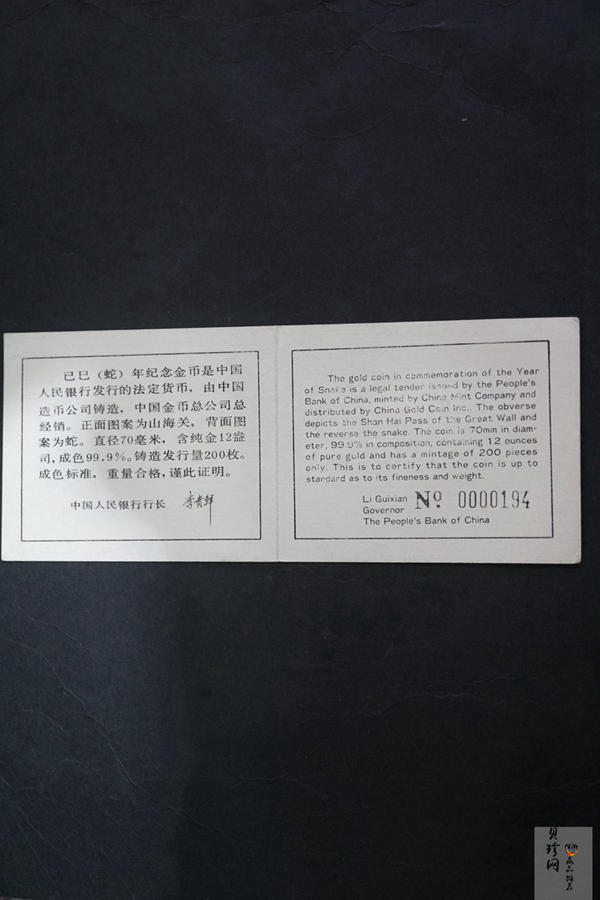 己巳（蛇）年纪念金币是中国
人民银行发行的法定货币，由中国
造币公司铸造，中国金币总公司总
经销。正面图案为山海关，背面图
案为蛇。直径70毫米，含纯金12盎
司，成色99.9%。铸造发行量200枚。
成色标准，重量合格，谨此证明。
中国人民银行行长 李贵鲜
The gold coin in commemoration of the Year
of Snake is a legal tender issued by the People's
Bank of China, minted by China Mint Company and
distributed by China Gold Coin Inc.. The obverse
depicts the Shan Hai Pass of the Great Wall and
the reverse the snake. The coin is 70mm in diam-
eter, 99.9% in composition, containing 12 ounces
of pure guld and has a mintage of 200 pieces
only. This is to certify that the coin is up to
standard as to its fineness and weight.
Li Guixian
Governor
The People's Bank of China
No 0000194
贝珍网
藏品推荐